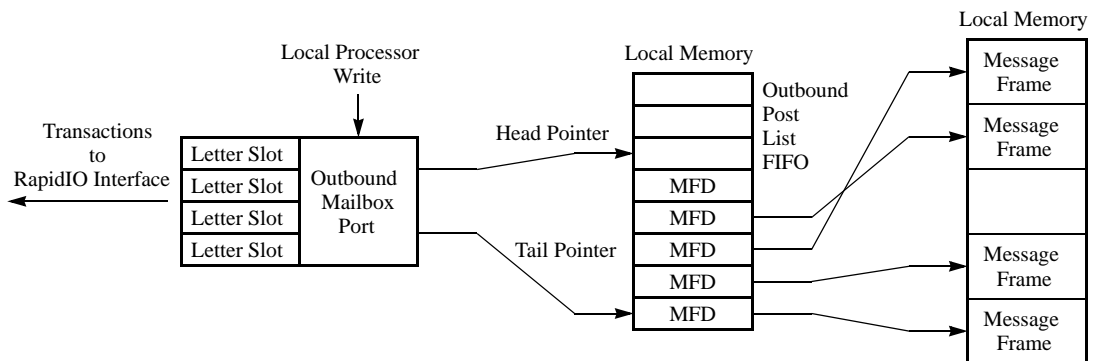 Local Processor
Write
Transactions
to
RapidIO Interface
Letter Slot
Letter Slot
Letter Slot
Letter Slot
Outbound
Mailbox
Port
Head Pointer
Tail Pointer
Local Memory
MFD
MFD
MFD
MFD
MFD
Outbound
Post
List
FIFO
Local Memory
Message
Frame
Message
Frame
Message
Frame
Message
Frame